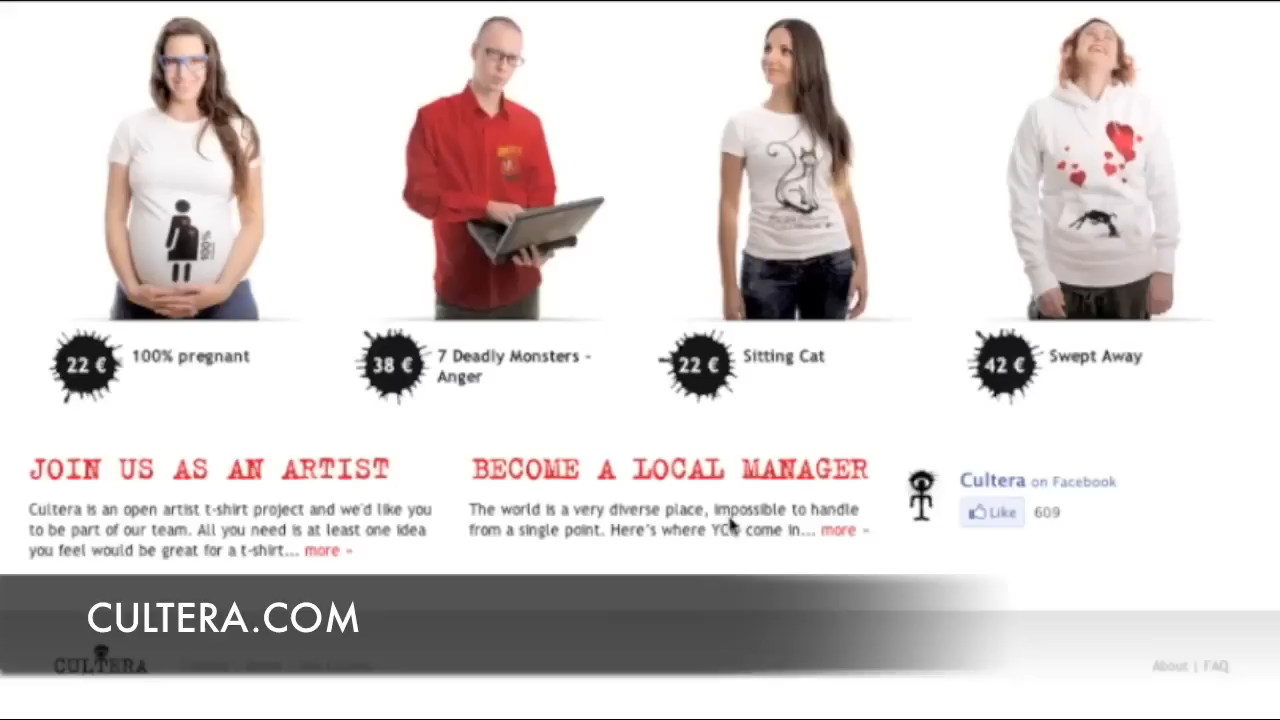 100%
22 €
100% pregnant
38 €
7 Deadly Monsters -
Anger
22 €
Sitting Cat
42 €
Swept Away
JOIN US AS AN ARTIST
Cultera is an open artist t-shirt project and we'd like you
to be part of our team. All you need is at least one idea
you feel would be great for a t-shirt... more »
BECOME A LOCAL MANAGER
The world is a very diverse place, impossible to handle
from a single point. Here's where YOU come in... more »
Cultera on Facebook
Like 609
CULTERA.COM
CULTERA
About | FAQ